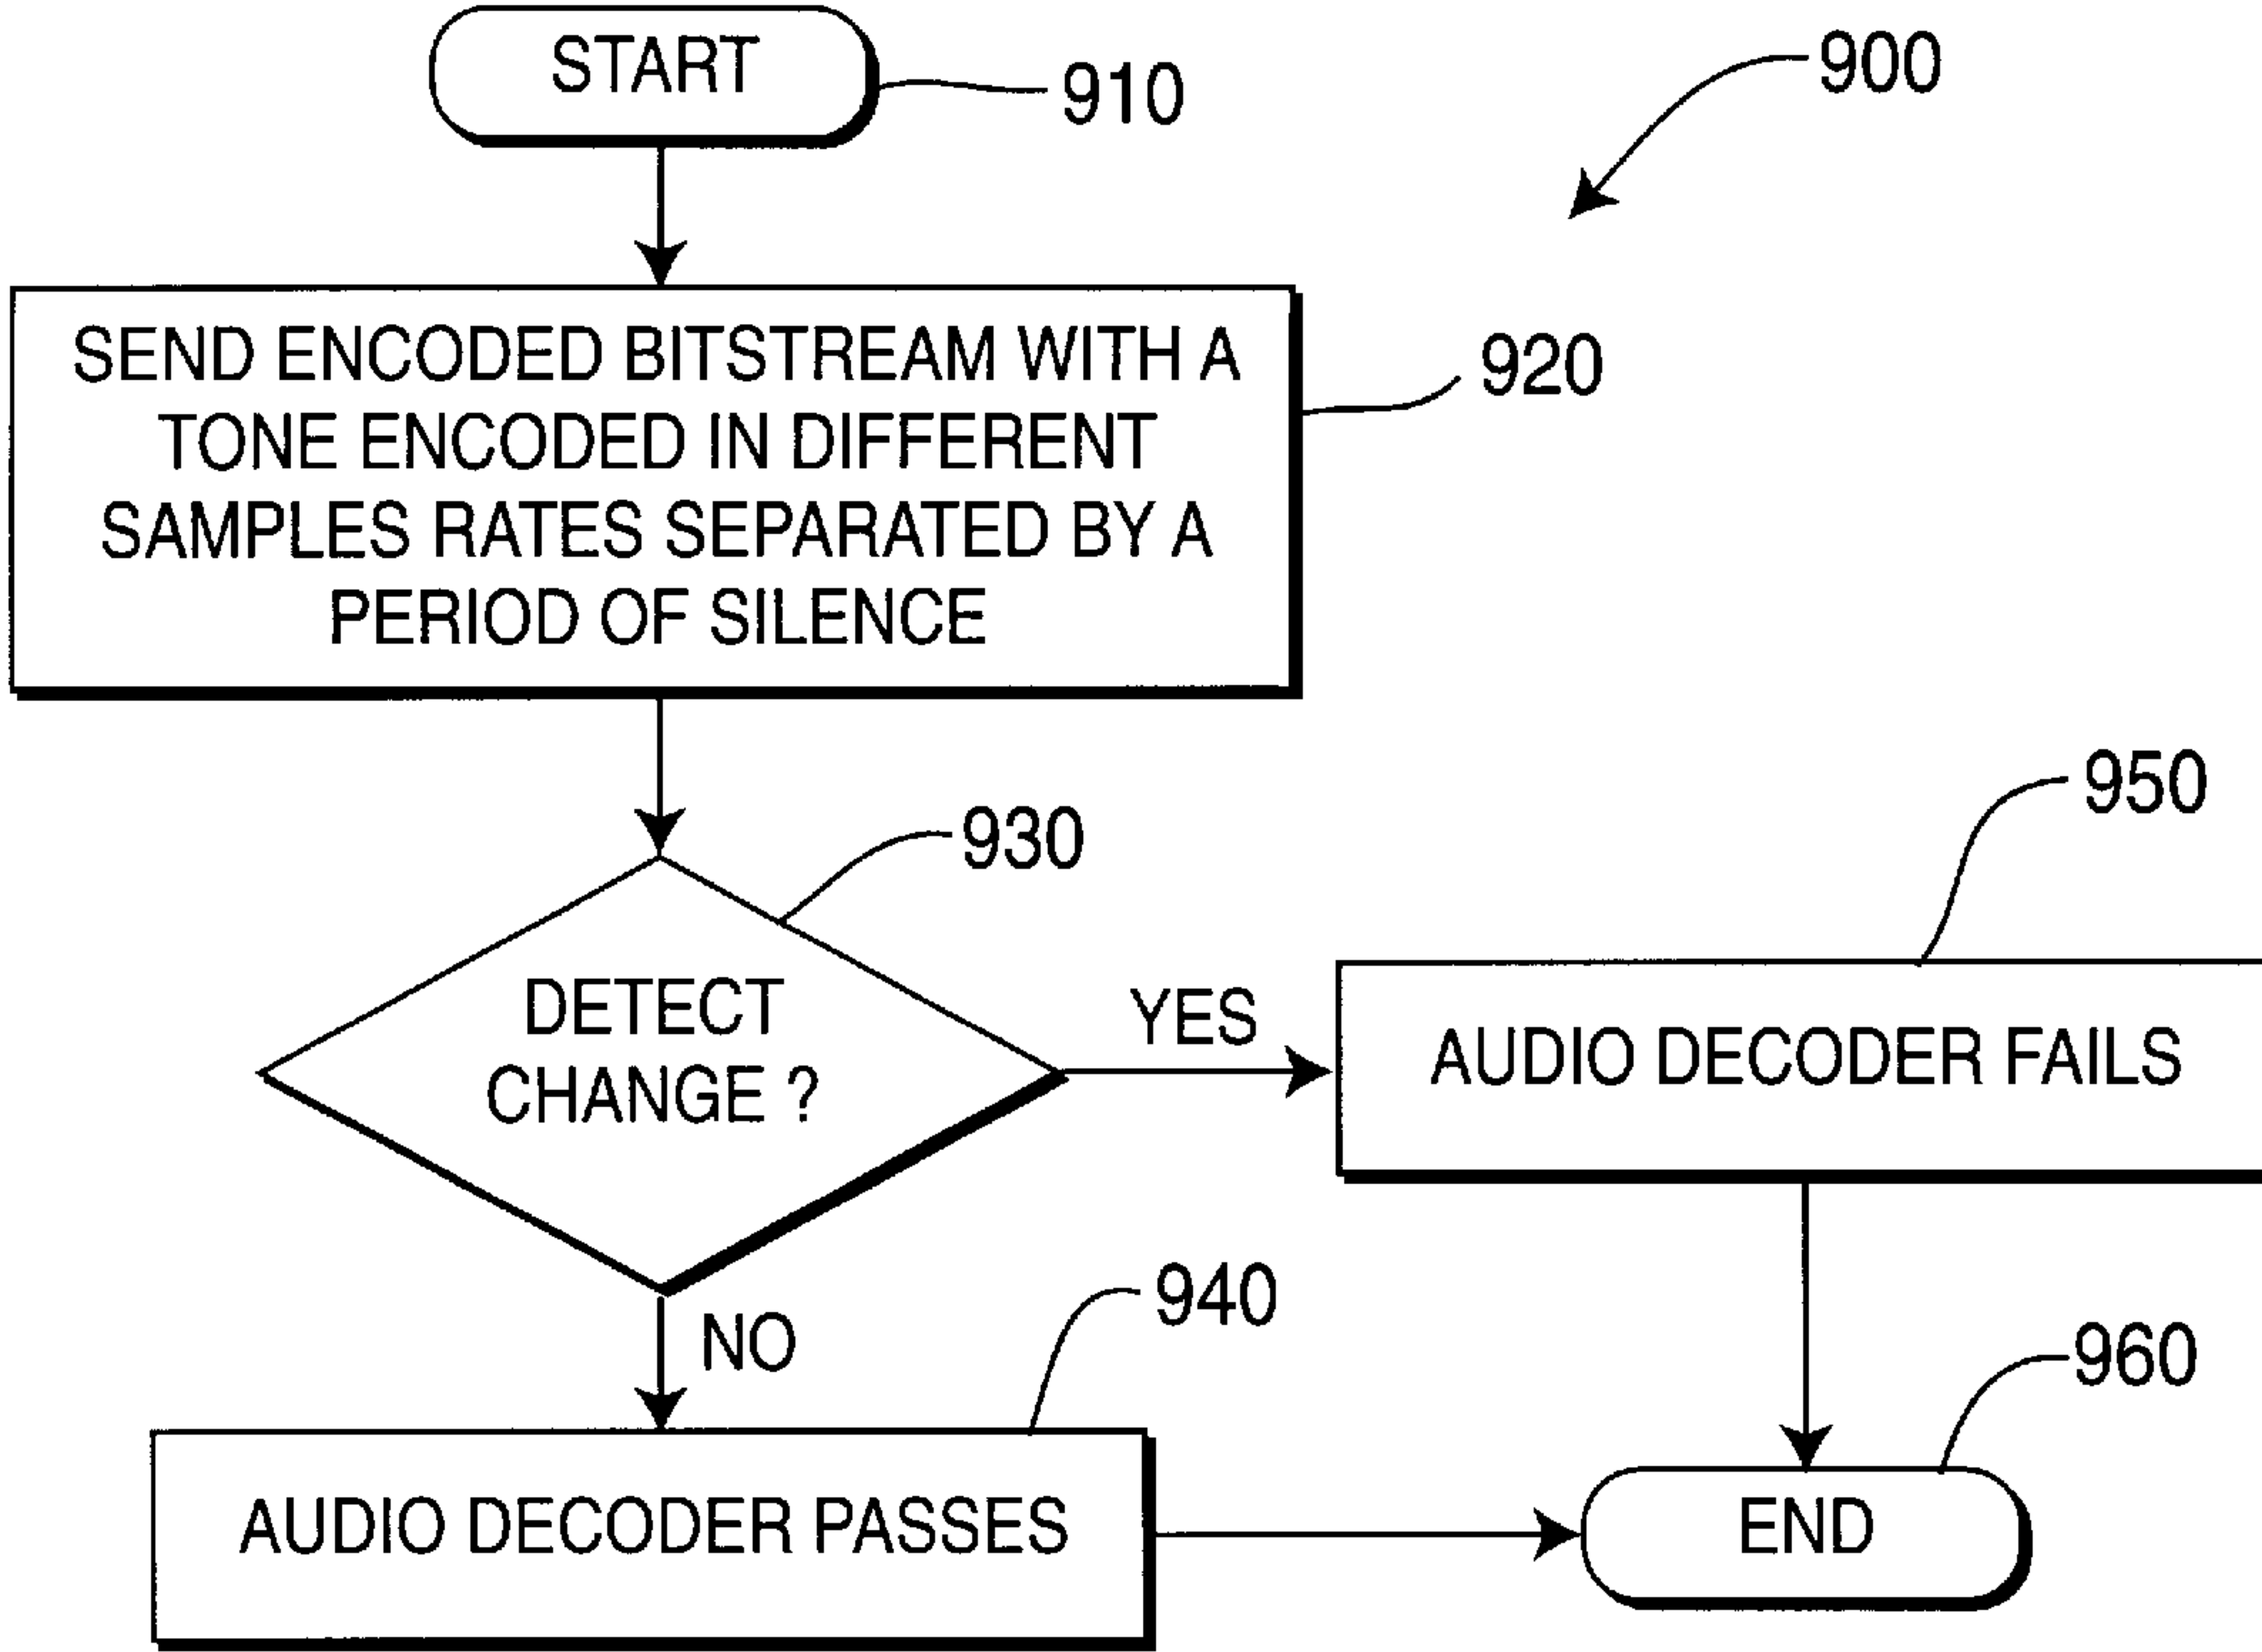 START
910
900
SEND ENCODED BITSTREAM WITH A
TONE ENCODED IN DIFFERENT
SAMPLES RATES SEPARATED BY A
PERIOD OF SILENCE
920
930
DETECT
CHANGE ?
YES
950
AUDIO DECODER FAILS
NO
940
AUDIO DECODER PASSES
960
END